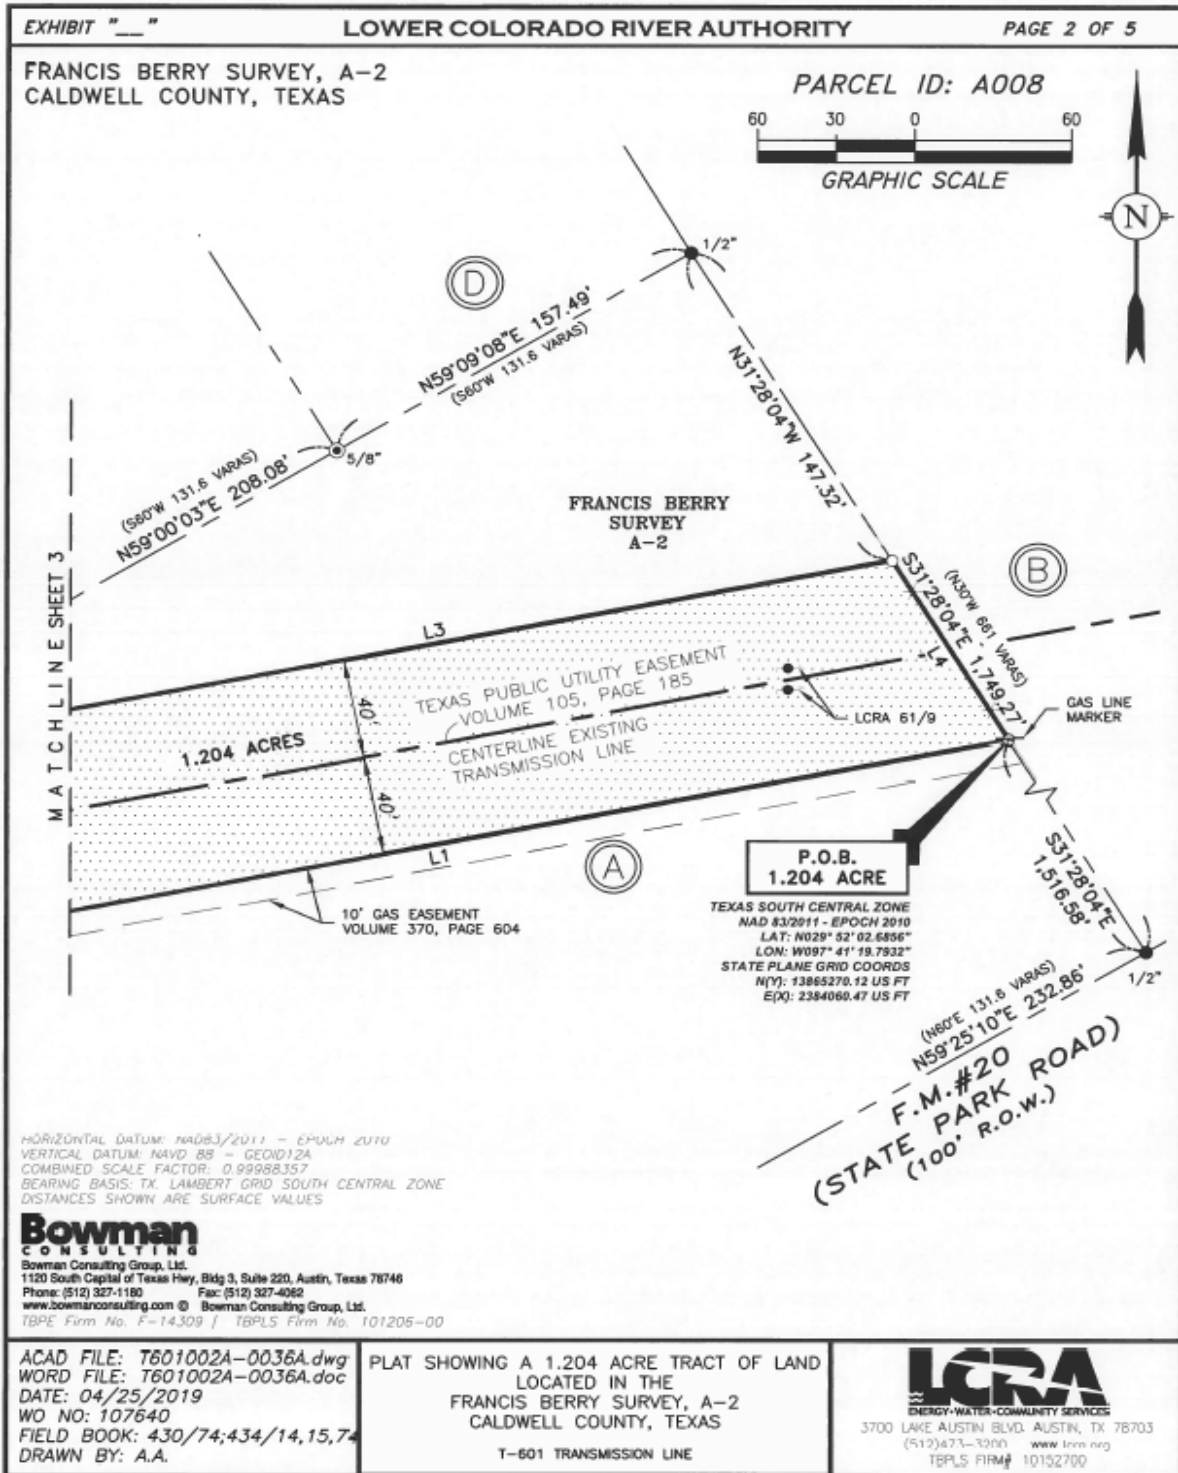 EXHIBIT "__"
LOWER COLORADO RIVER AUTHORITY
PAGE 2 OF 5
FRANCIS BERRY SURVEY, A-2
CALDWELL COUNTY, TEXAS
PARCEL ID: A008
60 30 0 60
GRAPHIC SCALE
N
1/2"
D
N59°09'08"E 157.49'
(S60°W 131.6 VARAS)
N31°28'04"W 147.32'
5/8"
(S60°W 131.6 VARAS)
N59°00'03"E 208.08'
FRANCIS BERRY
SURVEY
A-2
B
(N30°W 661 VARAS)
S31°28'04"E 1,749.27'
MATCHLINE SHEET 3
L3
L4
TEXAS PUBLIC UTILITY EASEMENT
VOLUME 105, PAGE 185
40'
LCRA 61/9
GAS LINE
MARKER
1.204 ACRES
CENTERLINE EXISTING
TRANSMISSION LINE
40'
L1
A
P.O.B.
1.204 ACRE
10' GAS EASEMENT
VOLUME 370, PAGE 604
TEXAS SOUTH CENTRAL ZONE
NAD 83/2011 - EPOCH 2010
LAT: N029° 52' 02.6856"
LON: W097° 41' 19.7932"
STATE PLANE GRID COORDS
N(Y): 13865270.12 US FT
E(X): 2384060.47 US FT
S31°28'04"E
1,516.58'
1/2"
(N60°E 131.6 VARAS)
N59°25'10"E 232.86'
F.M.#20
(STATE PARK ROAD)
(100' R.O.W.)
HORIZONTAL DATUM: NAD83/2011 - EPOCH 2010
VERTICAL DATUM: NAVD 88 - GEOID12A
COMBINED SCALE FACTOR: 0.99988357
BEARING BASIS: TX. LAMBERT GRID SOUTH CENTRAL ZONE
DISTANCES SHOWN ARE SURFACE VALUES
Bowman
CONSULTING
Bowman Consulting Group, Ltd.
1120 South Capital of Texas Hwy, Bldg 3, Suite 220, Austin, Texas 78746
Phone: (512) 327-1180 Fax: (512) 327-4062
www.bowmanconsulting.com © Bowman Consulting Group, Ltd.
TBPE Firm No. F-14309 | TBPLS Firm No. 101206-00
ACAD FILE: T601002A-0036A.dwg
WORD FILE: T601002A-0036A.doc
DATE: 04/25/2019
WO NO: 107640
FIELD BOOK: 430/74;434/14,15,74
DRAWN BY: A.A.
PLAT SHOWING A 1.204 ACRE TRACT OF LAND
LOCATED IN THE
FRANCIS BERRY SURVEY, A-2
CALDWELL COUNTY, TEXAS
T-601 TRANSMISSION LINE
LCRA
ENERGY•WATER•COMMUNITY SERVICES
3700 LAKE AUSTIN BLVD. AUSTIN, TX 78703
(512)473-3200 www.lcra.org
TBPLS FIRM# 10152700